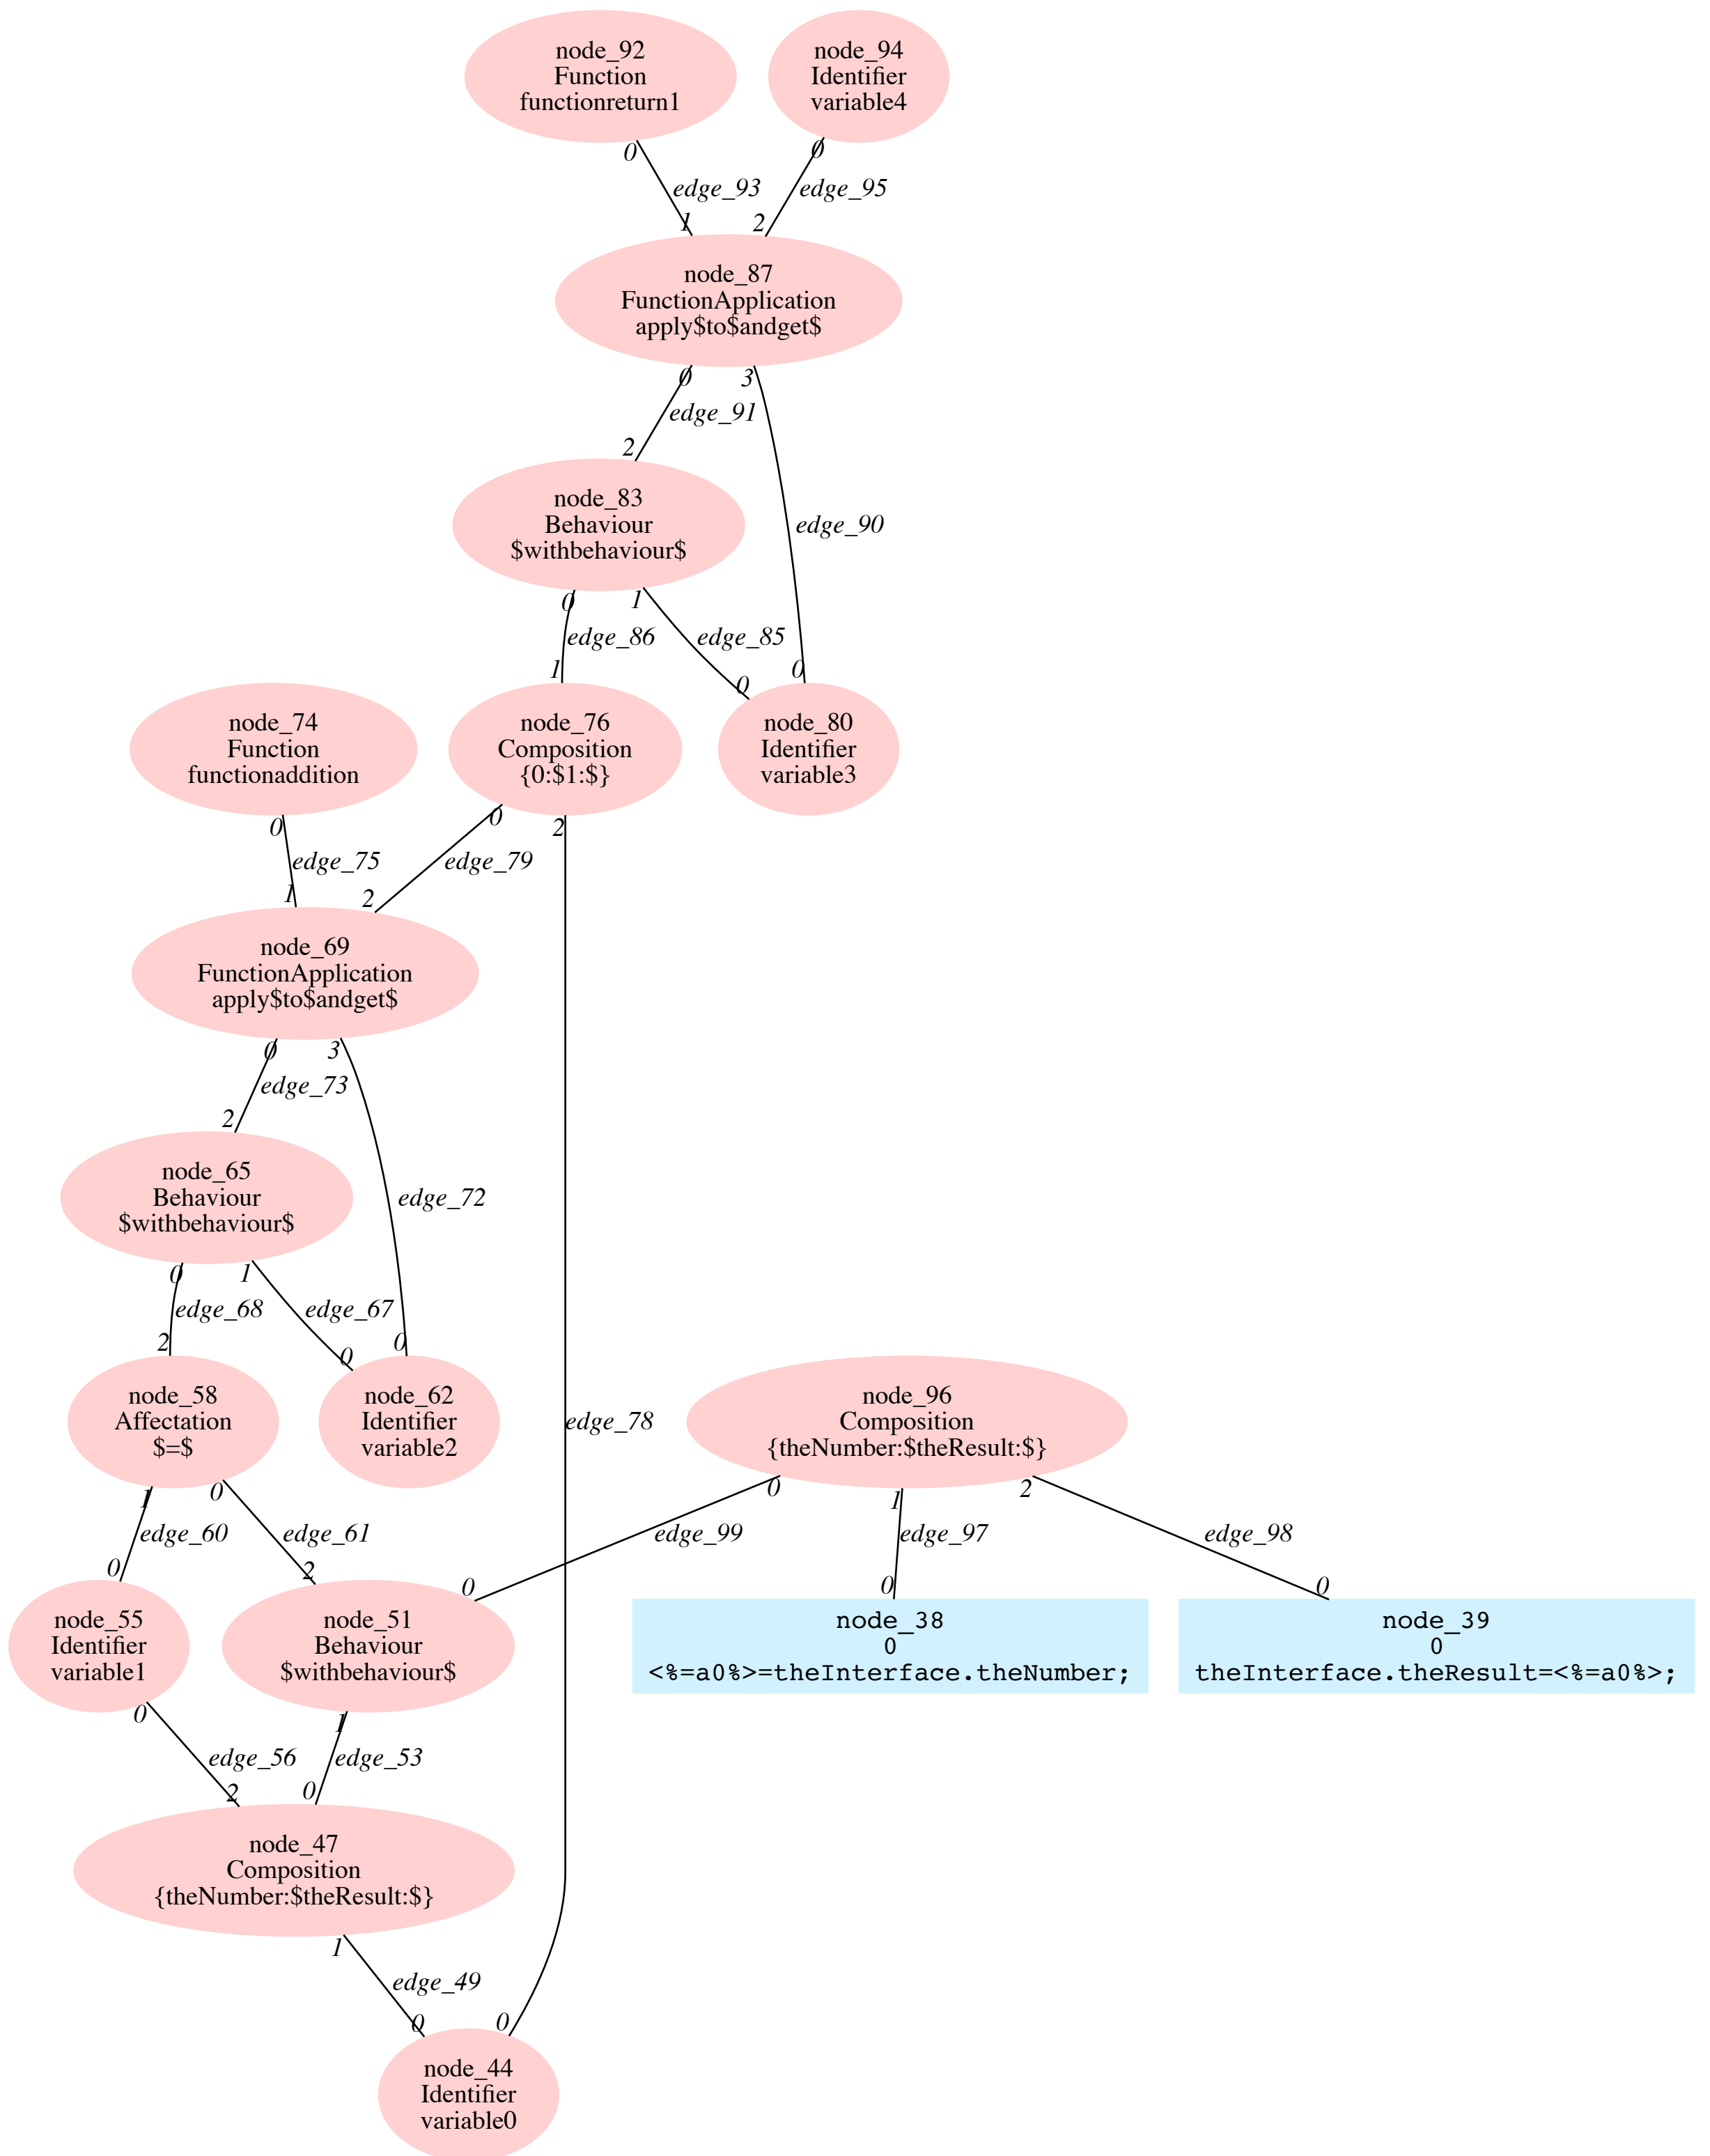 node_92
Function
functionreturn1
node_94
Identifier
variable4
0
0
edge_93
edge_95
1
2
node_87
FunctionApplication
apply$to$andget$
0
3
edge_91
2
node_83
Behaviour
$withbehaviour$
edge_90
0
1
edge_86
edge_85
1
0
0
node_74
Function
functionaddition
node_76
Composition
{0:$1:$}
node_80
Identifier
variable3
0
0
2
edge_75
edge_79
1
2
node_69
FunctionApplication
apply$to$andget$
0
3
edge_73
2
node_65
Behaviour
$withbehaviour$
edge_72
0
1
edge_68
edge_67
2
0
0
node_58
Affectation
$=$
node_62
Identifier
variable2
edge_78
node_96
Composition
{theNumber:$theResult:$}
1
0
0
1
2
edge_60
edge_61
edge_99
edge_97
edge_98
0
2
0
0
0
node_55
Identifier
variable1
node_51
Behaviour
$withbehaviour$
node_38
0
<%=a0%>=theInterface.theNumber;
node_39
0
theInterface.theResult=<%=a0%>;
0
1
edge_56
edge_53
2
0
node_47
Composition
{theNumber:$theResult:$}
1
edge_49
0
0
node_44
Identifier
variable0